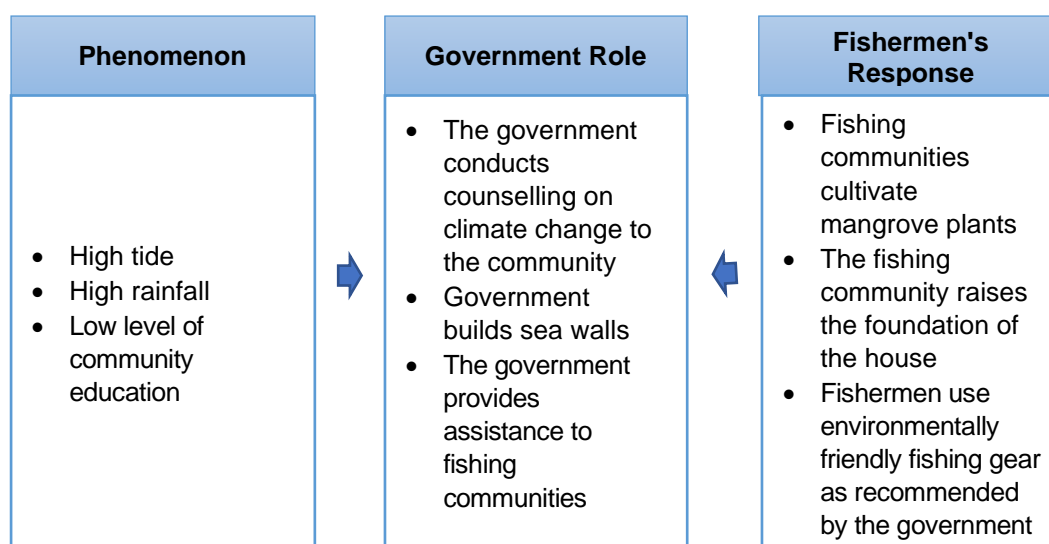 Phenomenon
• High tide
• High rainfall
• Low level of
community
education
Government Role
• The government
conducts
counselling on
climate change to
the community
• Government
builds sea walls
• The government
provides
assistance to
fishing
communities
Fishermen's
Response
• Fishing
communities
cultivate
mangrove plants
• The fishing
community raises
the foundation of
the house
• Fishermen use
environmentally
friendly fishing gear
as recommended
by the government